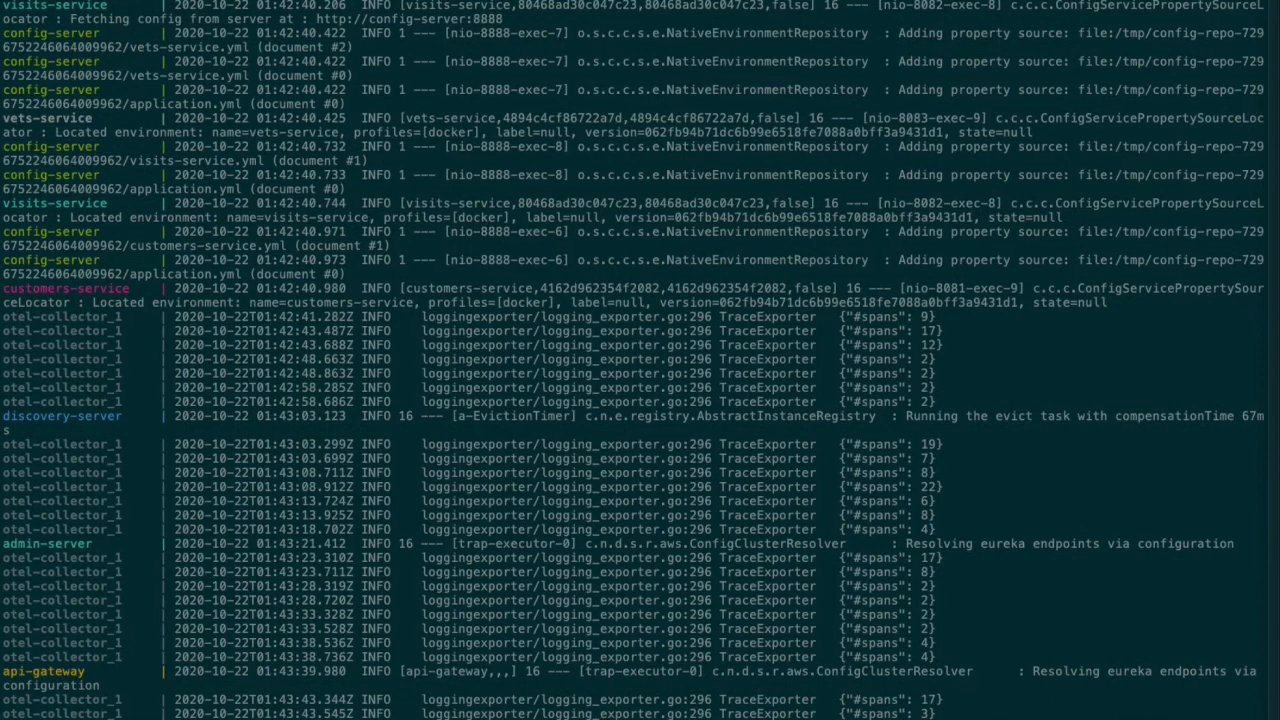 visits-service       | 2020-10-22 01:42:40.206  INFO [visits-service,80468ad30c047c23,80468ad30c047c23,false] 16 --- [nio-8082-exec-8] c.c.c.ConfigServicePropertySourceL
ocator : Fetching config from server at : http://config-server:8888
config-server        | 2020-10-22 01:42:40.422  INFO 1 --- [nio-8888-exec-7] o.s.c.c.s.e.NativeEnvironmentRepository  : Adding property source: file:/tmp/config-repo-729
6752246064009962/vets-service.yml (document #2)
config-server        | 2020-10-22 01:42:40.422  INFO 1 --- [nio-8888-exec-7] o.s.c.c.s.e.NativeEnvironmentRepository  : Adding property source: file:/tmp/config-repo-729
6752246064009962/vets-service.yml (document #0)
config-server        | 2020-10-22 01:42:40.422  INFO 1 --- [nio-8888-exec-7] o.s.c.c.s.e.NativeEnvironmentRepository  : Adding property source: file:/tmp/config-repo-729
6752246064009962/application.yml (document #0)
vets-service         | 2020-10-22 01:42:40.425  INFO [vets-service,4894c4cf86722a7d,4894c4cf86722a7d,false] 16 --- [nio-8083-exec-9] c.c.c.ConfigServicePropertySourceLoc
ator : Located environment: name=vets-service, profiles=[docker], label=null, version=062fb94b71dc6b99e6518fe7088a0bff3a9431d1, state=null
config-server        | 2020-10-22 01:42:40.732  INFO 1 --- [nio-8888-exec-8] o.s.c.c.s.e.NativeEnvironmentRepository  : Adding property source: file:/tmp/config-repo-729
6752246064009962/visits-service.yml (document #1)
config-server        | 2020-10-22 01:42:40.733  INFO 1 --- [nio-8888-exec-8] o.s.c.c.s.e.NativeEnvironmentRepository  : Adding property source: file:/tmp/config-repo-729
6752246064009962/application.yml (document #0)
visits-service       | 2020-10-22 01:42:40.744  INFO [visits-service,80468ad30c047c23,80468ad30c047c23,false] 16 --- [nio-8082-exec-8] c.c.c.ConfigServicePropertySourceL
ocator : Located environment: name=visits-service, profiles=[docker], label=null, version=062fb94b71dc6b99e6518fe7088a0bff3a9431d1, state=null
config-server        | 2020-10-22 01:42:40.971  INFO 1 --- [nio-8888-exec-6] o.s.c.c.s.e.NativeEnvironmentRepository  : Adding property source: file:/tmp/config-repo-729
6752246064009962/customers-service.yml (document #1)
config-server        | 2020-10-22 01:42:40.973  INFO 1 --- [nio-8888-exec-6] o.s.c.c.s.e.NativeEnvironmentRepository  : Adding property source: file:/tmp/config-repo-729
6752246064009962/application.yml (document #0)
customers-service    | 2020-10-22 01:42:40.980  INFO [customers-service,4162d962354f2082,4162d962354f2082,false] 16 --- [nio-8081-exec-9] c.c.c.ConfigServicePropertySour
ceLocator : Located environment: name=customers-service, profiles=[docker], label=null, version=062fb94b71dc6b99e6518fe7088a0bff3a9431d1, state=null
otel-collector_1     | 2020-10-22T01:42:41.282Z INFO    loggingexporter/logging_exporter.go:296 TraceExporter   {"#spans": 9}
otel-collector_1     | 2020-10-22T01:42:43.487Z INFO    loggingexporter/logging_exporter.go:296 TraceExporter   {"#spans": 17}
otel-collector_1     | 2020-10-22T01:42:43.688Z INFO    loggingexporter/logging_exporter.go:296 TraceExporter   {"#spans": 12}
otel-collector_1     | 2020-10-22T01:42:48.663Z INFO    loggingexporter/logging_exporter.go:296 TraceExporter   {"#spans": 2}
otel-collector_1     | 2020-10-22T01:42:48.863Z INFO    loggingexporter/logging_exporter.go:296 TraceExporter   {"#spans": 2}
otel-collector_1     | 2020-10-22T01:42:58.285Z INFO    loggingexporter/logging_exporter.go:296 TraceExporter   {"#spans": 2}
otel-collector_1     | 2020-10-22T01:42:58.686Z INFO    loggingexporter/logging_exporter.go:296 TraceExporter   {"#spans": 2}
discovery-server     | 2020-10-22 01:43:03.123  INFO 16 --- [a-EvictionTimer] c.n.e.registry.AbstractInstanceRegistry  : Running the evict task with compensationTime 67m
s
otel-collector_1     | 2020-10-22T01:43:03.299Z INFO    loggingexporter/logging_exporter.go:296 TraceExporter   {"#spans": 19}
otel-collector_1     | 2020-10-22T01:43:03.699Z INFO    loggingexporter/logging_exporter.go:296 TraceExporter   {"#spans": 7}
otel-collector_1     | 2020-10-22T01:43:08.711Z INFO    loggingexporter/logging_exporter.go:296 TraceExporter   {"#spans": 8}
otel-collector_1     | 2020-10-22T01:43:08.912Z INFO    loggingexporter/logging_exporter.go:296 TraceExporter   {"#spans": 22}
otel-collector_1     | 2020-10-22T01:43:13.724Z INFO    loggingexporter/logging_exporter.go:296 TraceExporter   {"#spans": 6}
otel-collector_1     | 2020-10-22T01:43:13.925Z INFO    loggingexporter/logging_exporter.go:296 TraceExporter   {"#spans": 8}
otel-collector_1     | 2020-10-22T01:43:18.702Z INFO    loggingexporter/logging_exporter.go:296 TraceExporter   {"#spans": 4}
admin-server         | 2020-10-22 01:43:21.412  INFO 16 --- [trap-executor-0] c.n.d.s.r.aws.ConfigClusterResolver      : Resolving eureka endpoints via configuration
otel-collector_1     | 2020-10-22T01:43:23.310Z INFO    loggingexporter/logging_exporter.go:296 TraceExporter   {"#spans": 17}
otel-collector_1     | 2020-10-22T01:43:23.711Z INFO    loggingexporter/logging_exporter.go:296 TraceExporter   {"#spans": 8}
otel-collector_1     | 2020-10-22T01:43:28.319Z INFO    loggingexporter/logging_exporter.go:296 TraceExporter   {"#spans": 2}
otel-collector_1     | 2020-10-22T01:43:28.720Z INFO    loggingexporter/logging_exporter.go:296 TraceExporter   {"#spans": 2}
otel-collector_1     | 2020-10-22T01:43:33.328Z INFO    loggingexporter/logging_exporter.go:296 TraceExporter   {"#spans": 2}
otel-collector_1     | 2020-10-22T01:43:33.528Z INFO    loggingexporter/logging_exporter.go:296 TraceExporter   {"#spans": 2}
otel-collector_1     | 2020-10-22T01:43:38.536Z INFO    loggingexporter/logging_exporter.go:296 TraceExporter   {"#spans": 4}
otel-collector_1     | 2020-10-22T01:43:38.736Z INFO    loggingexporter/logging_exporter.go:296 TraceExporter   {"#spans": 4}
api-gateway          | 2020-10-22 01:43:39.980  INFO [api-gateway,,,] 16 --- [trap-executor-0] c.n.d.s.r.aws.ConfigClusterResolver      : Resolving eureka endpoints via
configuration
otel-collector_1     | 2020-10-22T01:43:43.344Z INFO    loggingexporter/logging_exporter.go:296 TraceExporter   {"#spans": 17}
otel-collector_1     | 2020-10-22T01:43:43.545Z INFO    loggingexporter/logging_exporter.go:296 TraceExporter   {"#spans": 3}